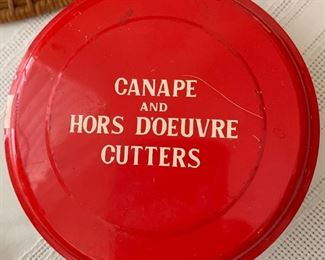 CANAPE
AND
HORS D'OEUVRE
CUTTERS